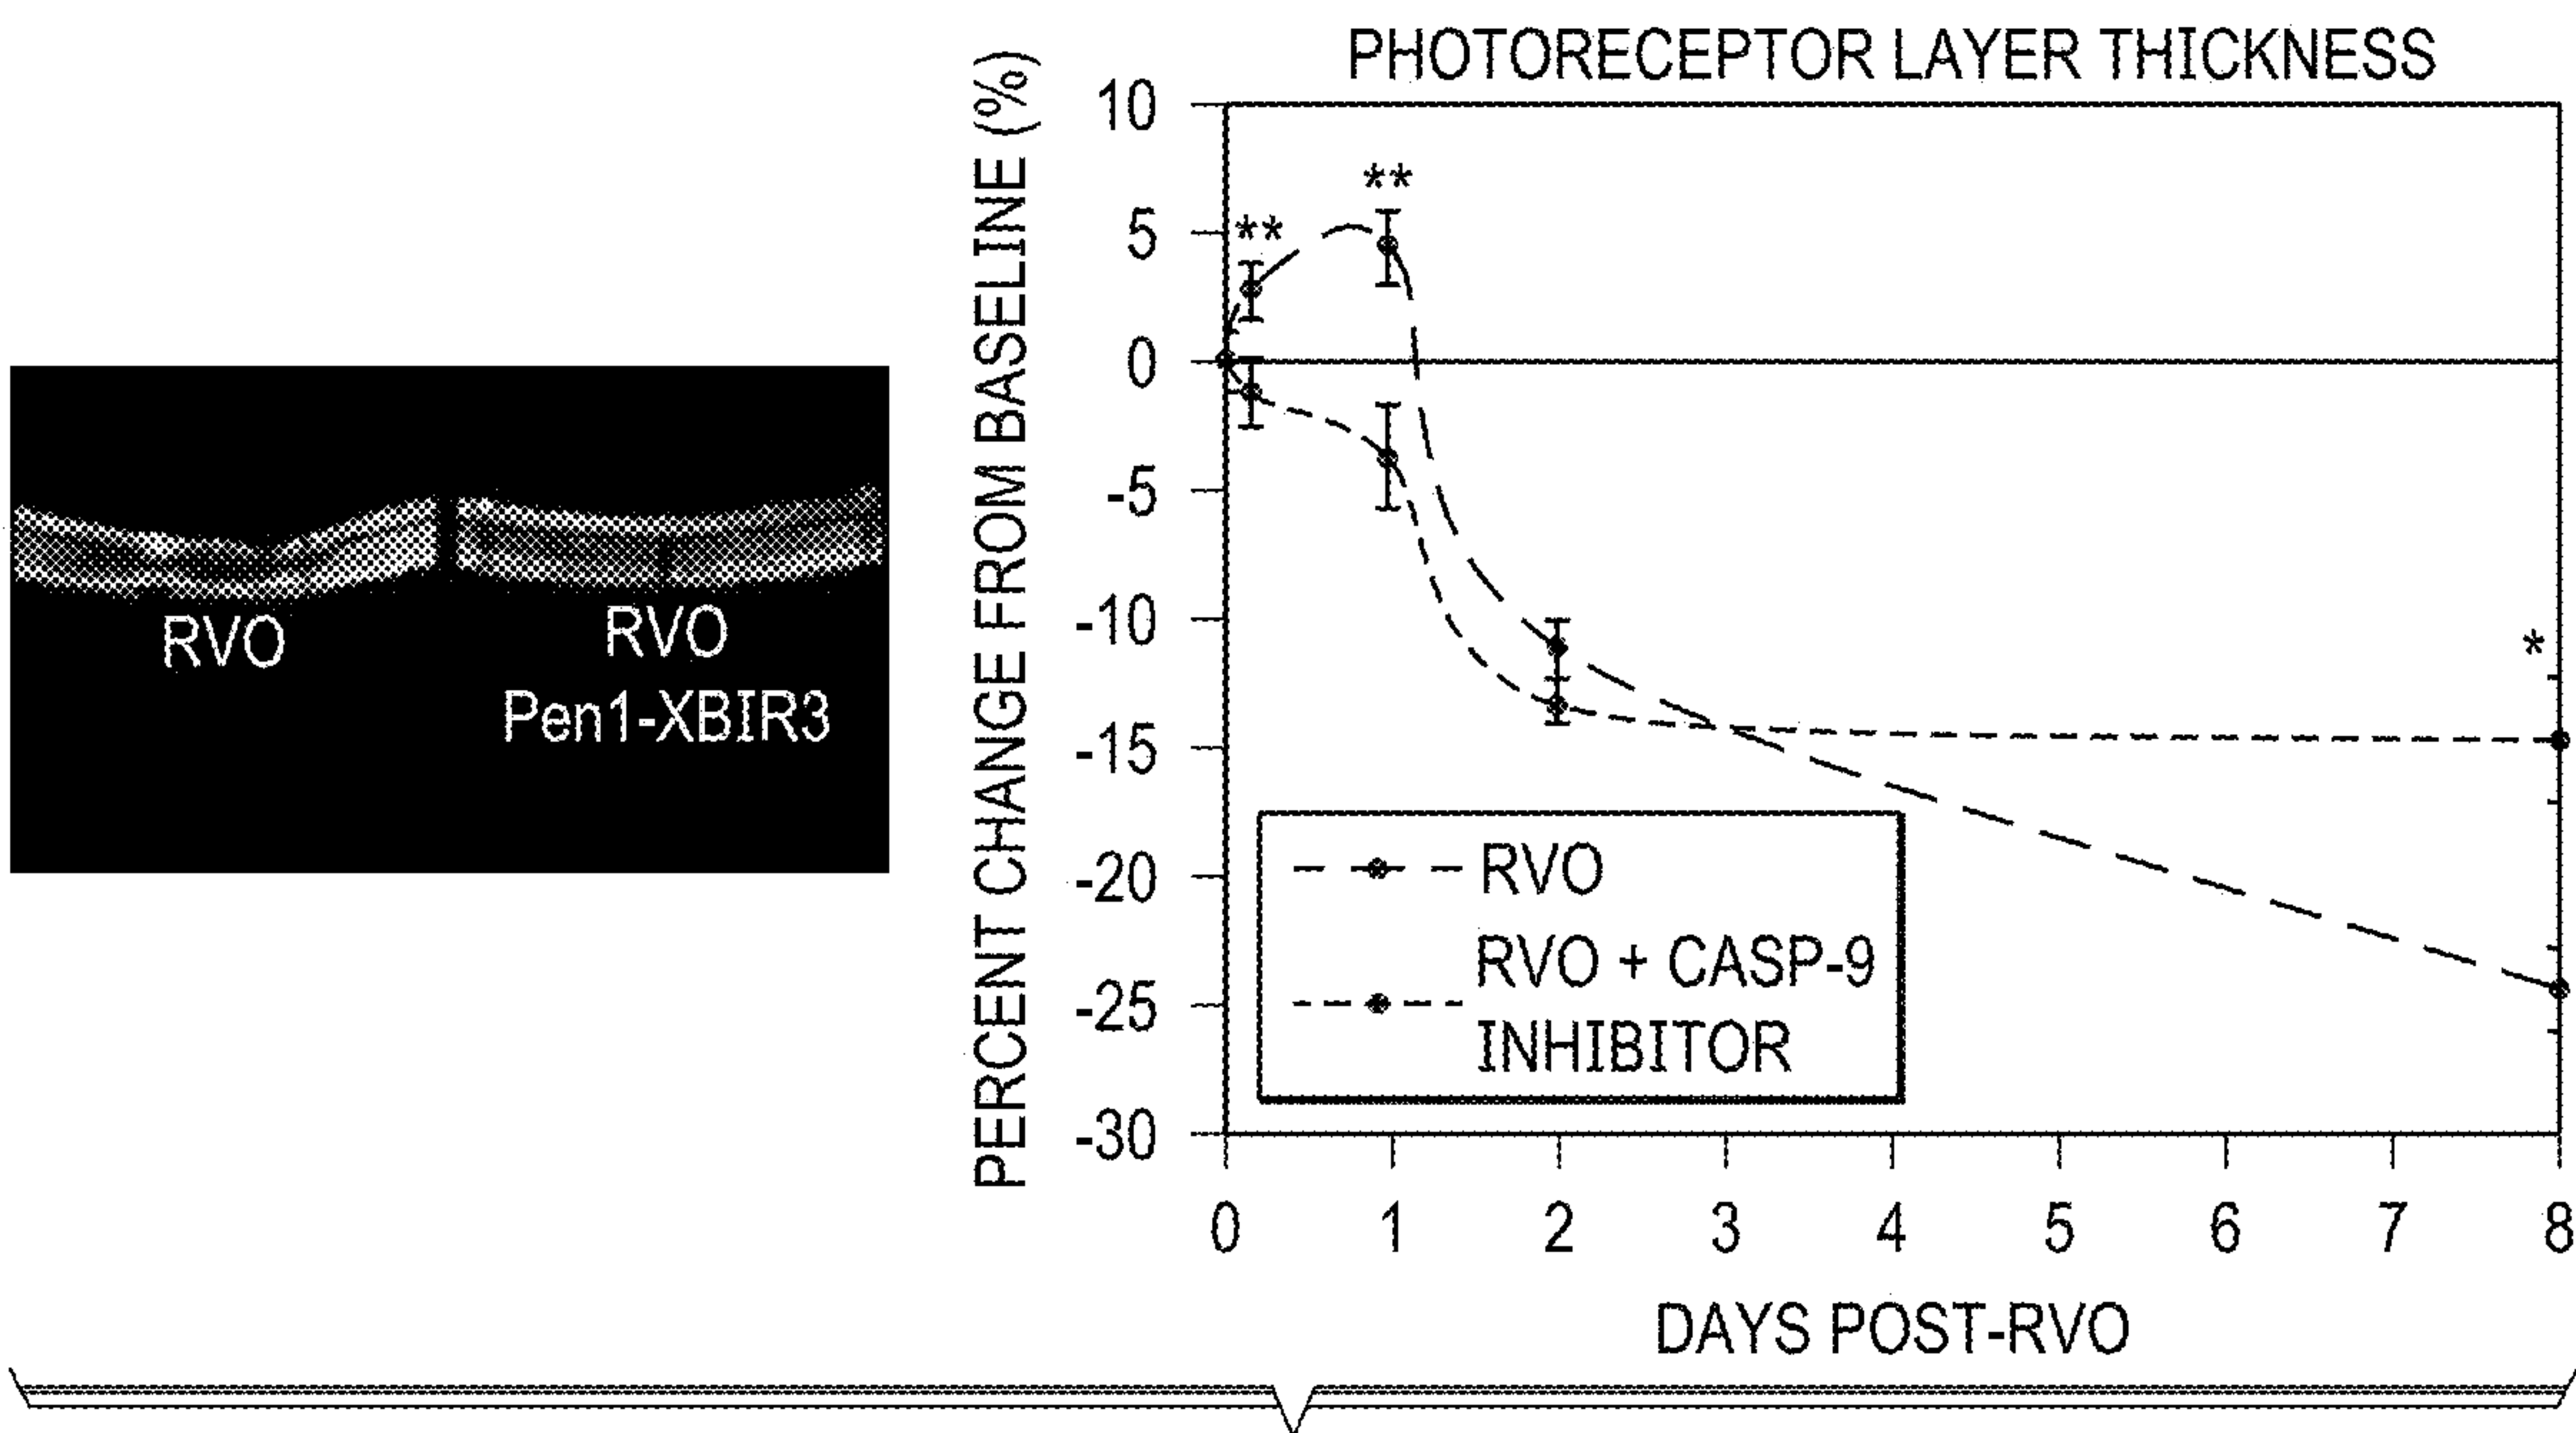 RVO
RVO
Pen1-XBIR3
PHOTORECEPTOR LAYER THICKNESS
PERCENT CHANGE FROM BASELINE (%)
10
5
0
-5
-10
-15
-20
-25
-30
**
**
*
RVO
RVO + CASP-9
INHIBITOR
0 1 2 3 4 5 6 7 8
DAYS POST-RVO